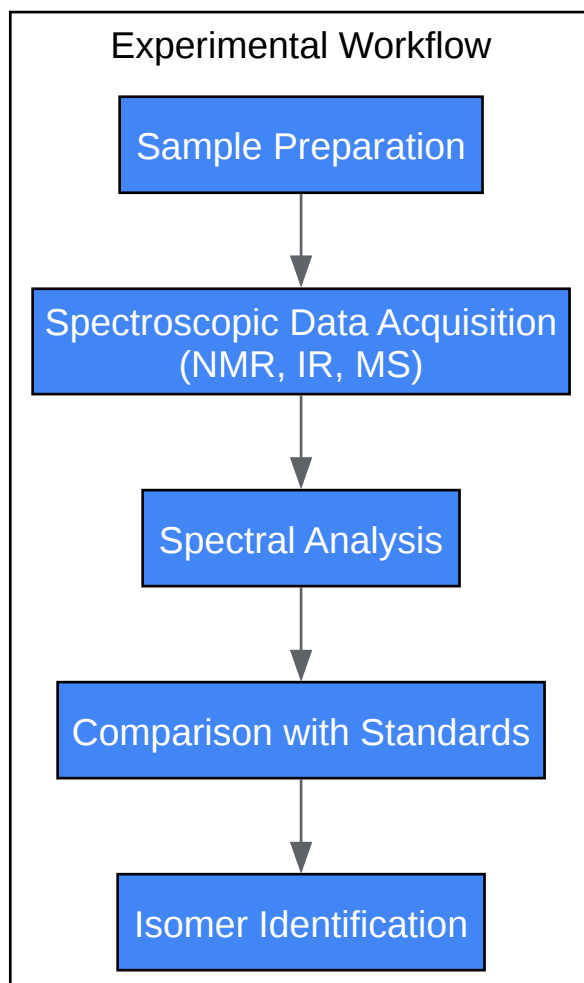 Experimental Workflow
Sample Preparation
Spectroscopic Data Acquisition
(NMR, IR, MS)
Spectral Analysis
Comparison with Standards
Isomer Identification